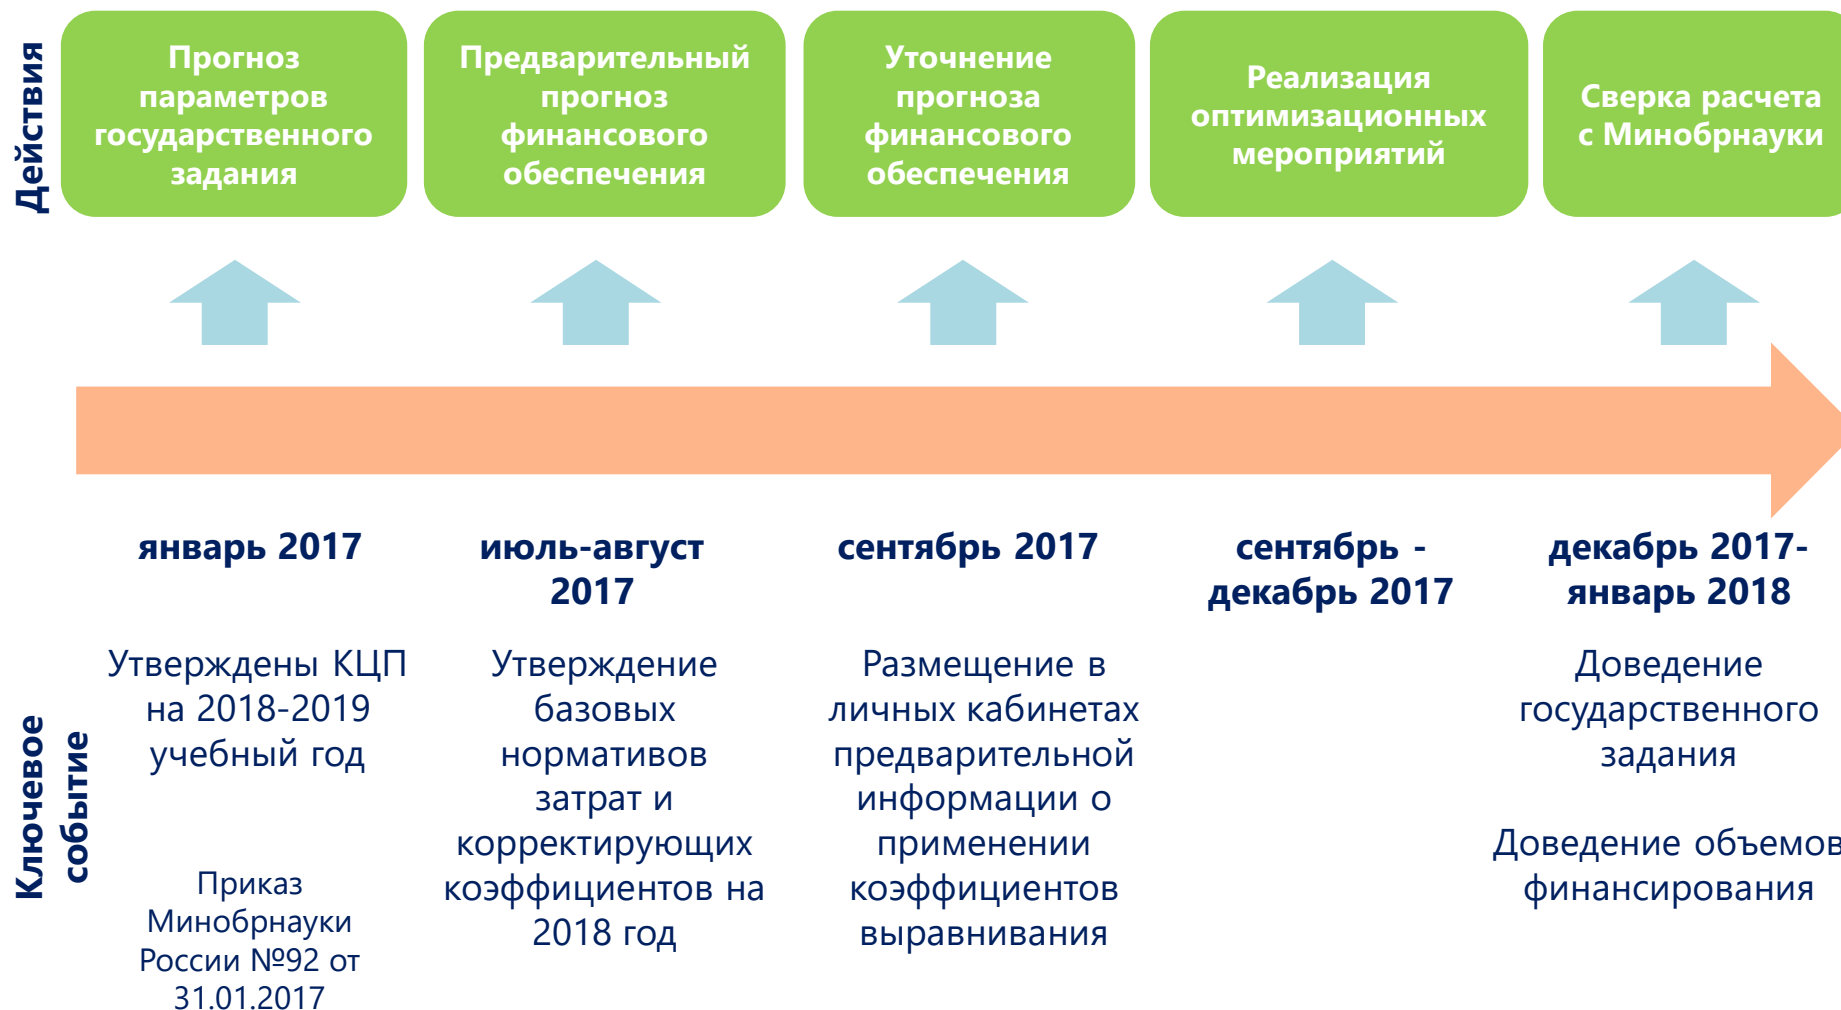 Действия
Прогноз
параметров
государственного
задания
Предварительный
прогноз
финансового
обеспечения
Уточнение
прогноза
финансового
обеспечения
Реализация
оптимизационных
мероприятий
Сверка расчета
с Минобрнауки
январь 2017
июль-август
2017
сентябрь 2017
сентябрь -
декабрь 2017
декабрь 2017-
январь 2018
Ключевое
событие
Утверждены КЦП
на 2018-2019
учебный год
Приказ
Минобрнауки
России №92 от
31.01.2017
Утверждение
базовых
нормативов
затрат и
корректирующих
коэффициентов на
2018 год
Размещение в
личных кабинетах
предварительной
информации о
применении
коэффициентов
выравнивания
Доведение
государственного
задания
Доведение объемов
финансирования